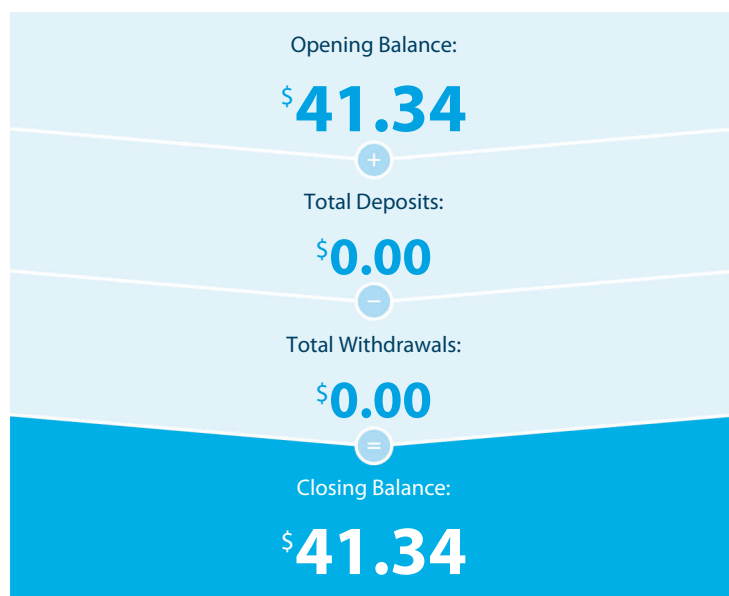 Opening Balance:
$41.34
+
Total Deposits:
$0.00
−
Total Withdrawals:
$0.00
=
Closing Balance:
$41.34